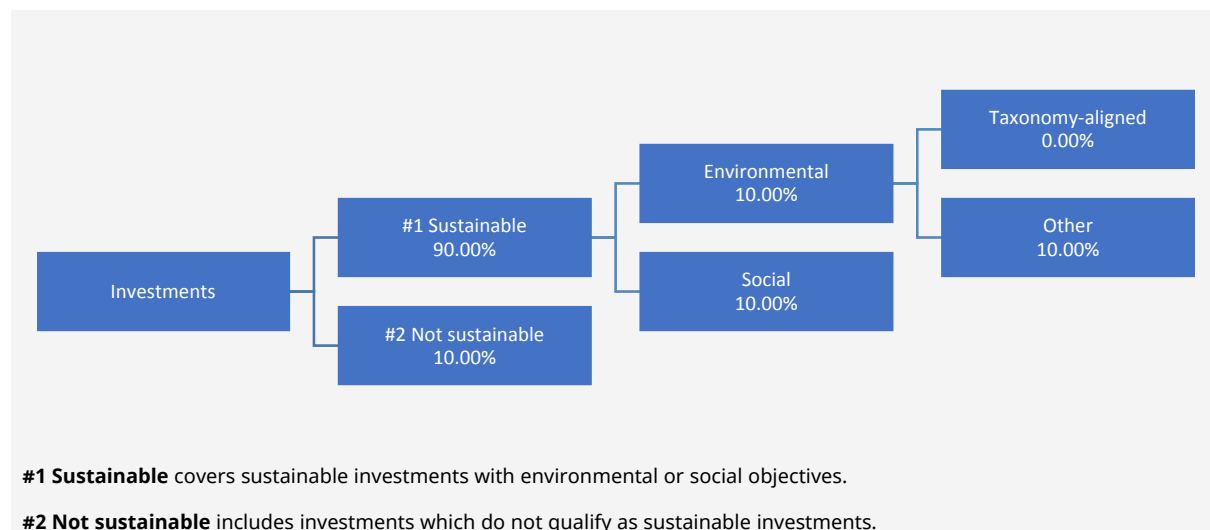 Taxonomy-aligned
0.00%
Environmental
10.00%
#1 Sustainable
90.00%
Other
10.00%
Investments
Social
10.00%
#2 Not sustainable
10.00%
#1 Sustainable covers sustainable investments with environmental or social objectives.
#2 Not sustainable includes investments which do not qualify as sustainable investments.